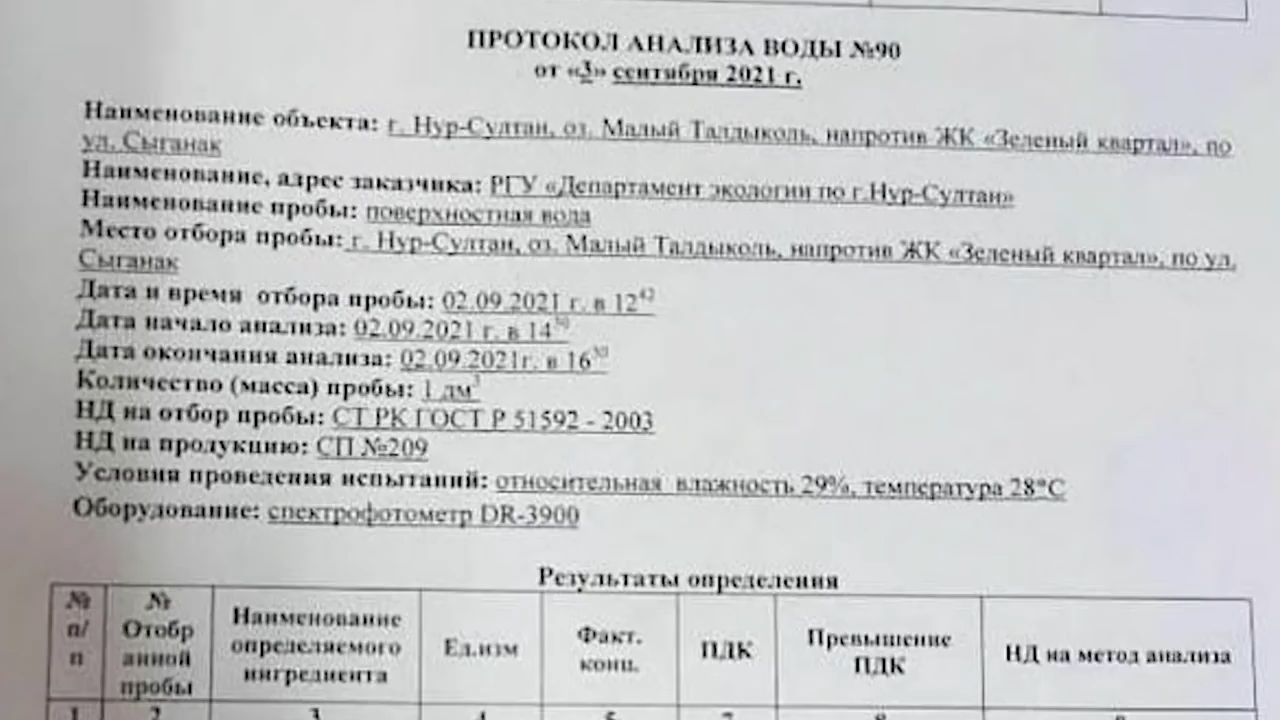 ПРОТОКОЛ АНАЛИЗА ВОДЫ №90
от «3» сентября 2021 г.
Наименование объекта: г. Нур-Султан, оз. Малый Талдыколь, напротив ЖК «Зеленый квартал», по
ул. Сыганак
Наименование, адрес заказчика: РГУ «Департамент экологии по г.Нур-Султан»
Наименование пробы: поверхностная вода
Место отбора пробы: г. Нур-Султан, оз. Малый Талдыколь, напротив ЖК «Зеленый квартал», по ул.
Сыганак
Дата и время отбора пробы: 02.09.2021 г. в 12⁴²
Дата начало анализа: 02.09.2021 г. в 14
Дата окончания анализа: 02.09.2021г. в 16
Количество (масса) пробы: 1 дм³
НД на отбор пробы: СТ РК ГОСТ Р 51592 - 2003
НД на продукцию: СП №209
Условия проведения испытаний: относительная влажность 29%, температура 28°С
Оборудование: спектрофотометр DR-3900
Результаты определения
№ п/п
№ Отобранной пробы
Наименование определяемого ингредиента
Ед.изм
Факт. конц.
ПДК
Превышение ПДК
НД на метод анализа
1 2 3 4 5 7 8